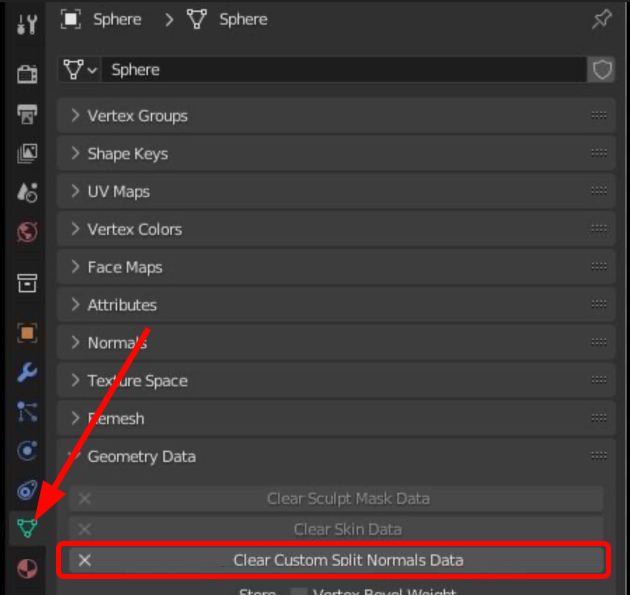 Sphere > Sphere
Sphere
Vertex Groups
Shape Keys
UV Maps
Vertex Colors
Face Maps
Attributes
Normals
Texture Space
Remesh
Geometry Data
Clear Sculpt Mask Data
Clear Skin Data
Clear Custom Split Normals Data
Store Vertex Bevel Weight